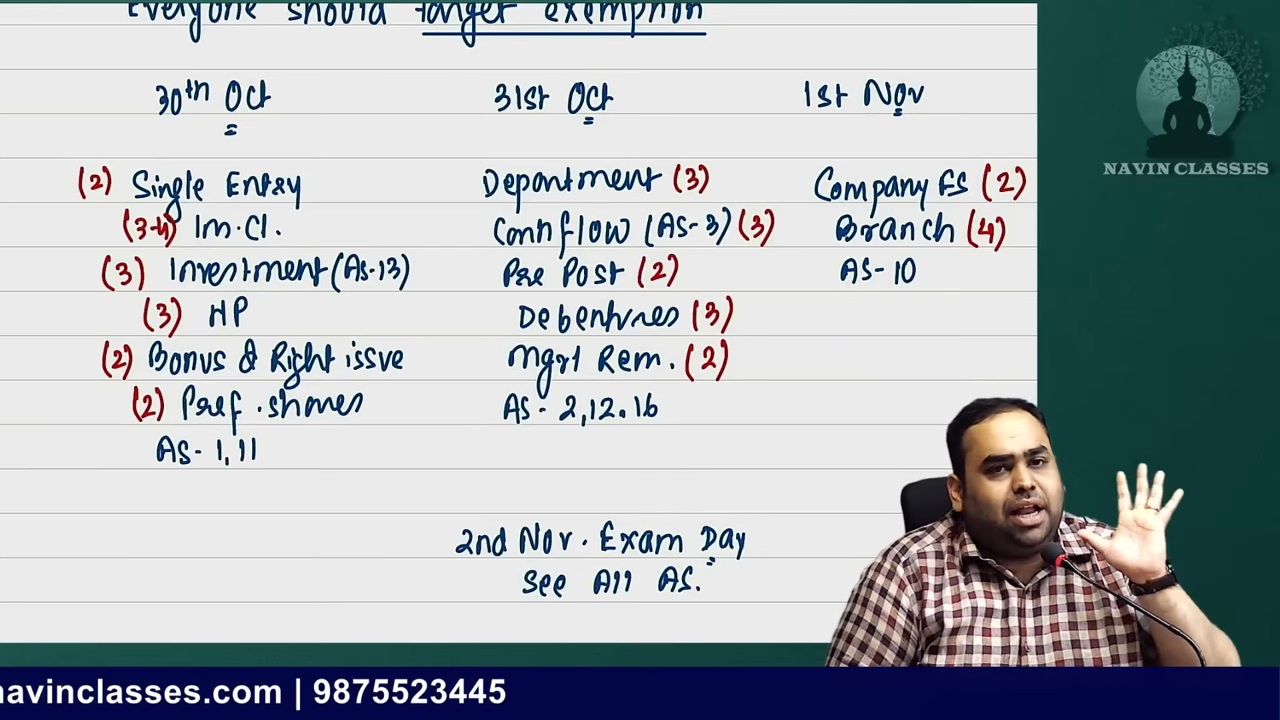 Everyone should target exemption
30th Oct
(2) Single Entry
(3-4) Im.Cl.
(3) Investment (AS-13)
(3) HP
(2) Bonus & Right issue
(2) Pref. shares
AS- 1, 11
31st Oct
Department (3)
Cash flow (AS-3) (3)
Pre Post (2)
Debentures (3)
Mgrl Rem. (2)
AS- 2, 12, 16
1st Nov
Company FS (2)
Branch (4)
AS-10
2nd Nov. Exam Day
See All AS.
NAVIN CLASSES
navinclasses.com | 9875523445